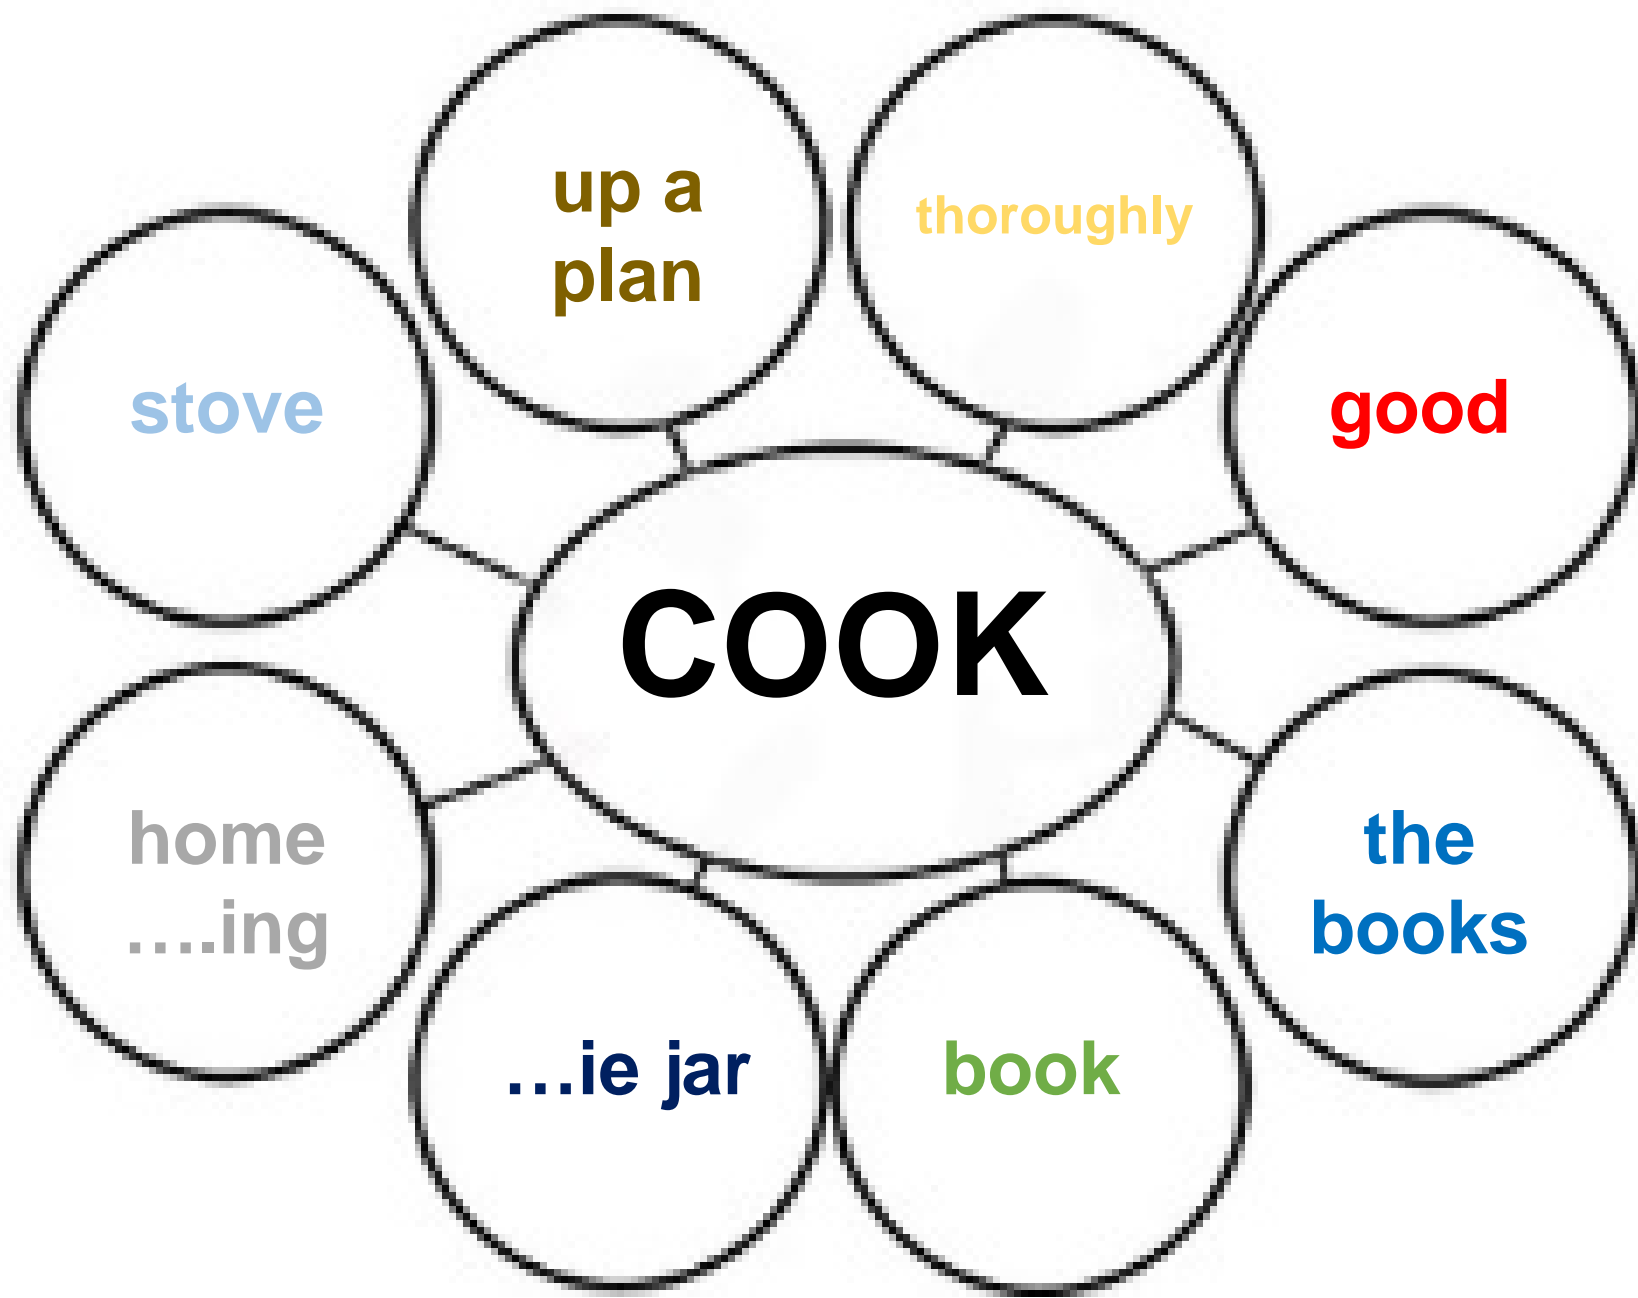 up a
plan
thoroughly
stove
good
COOK
home
….ing
the
books
…ie jar
book